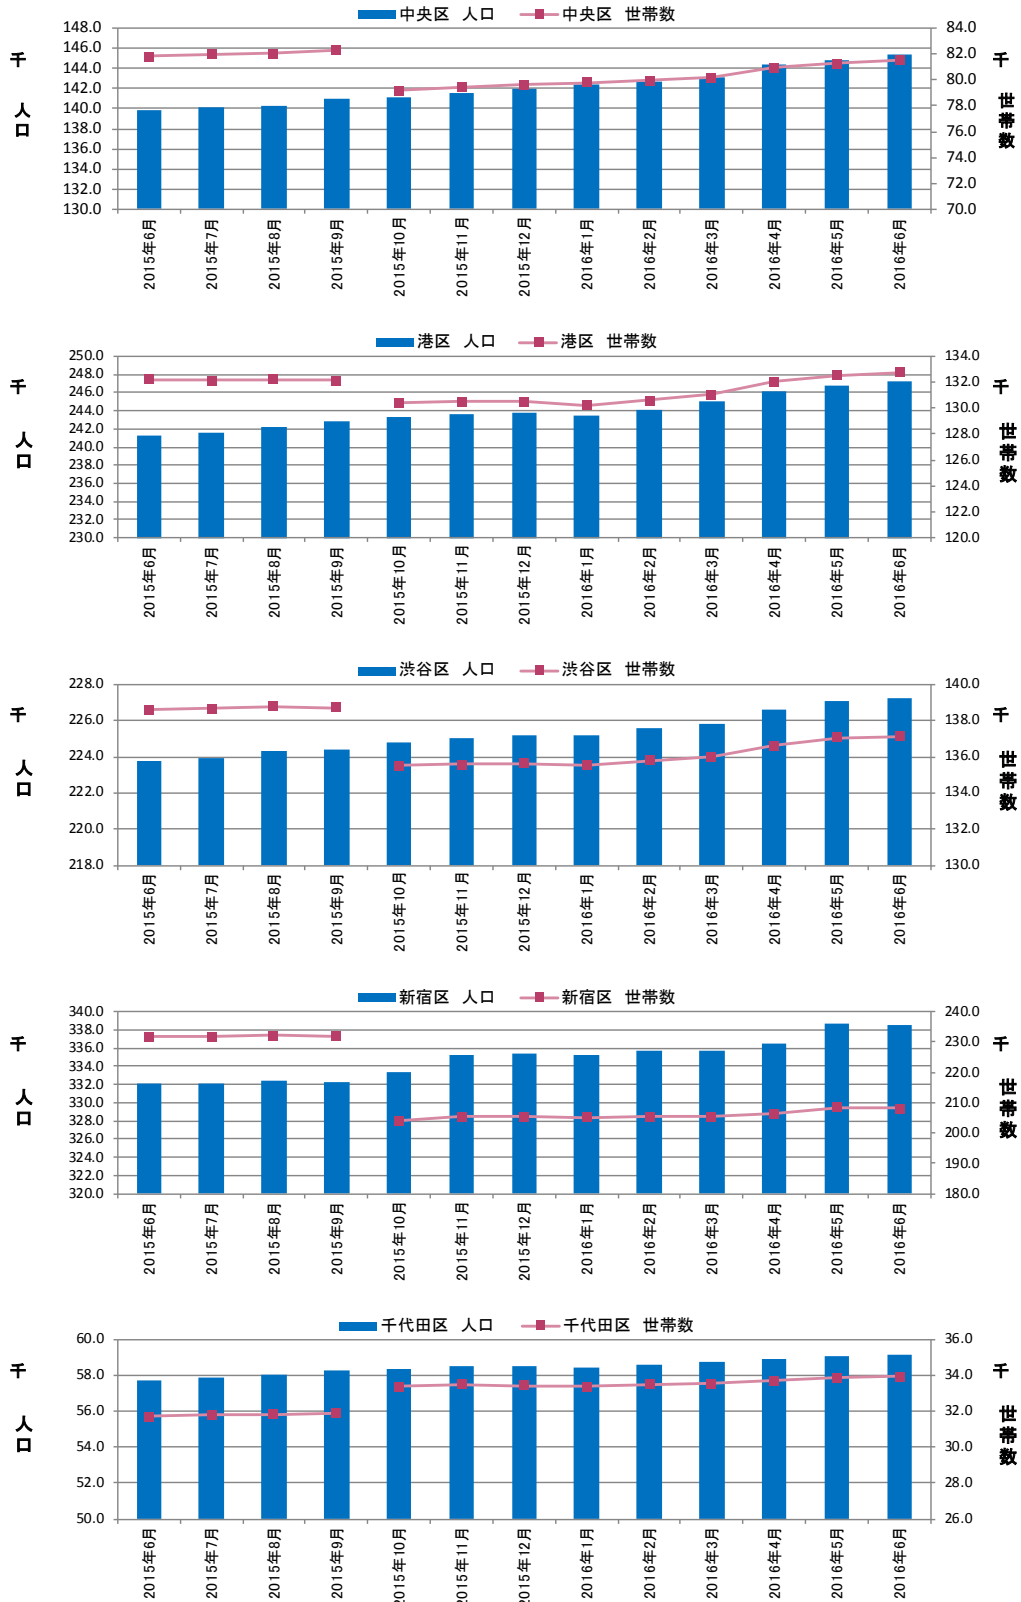 中央区　人口　中央区　世帯数
千
人
口
148.0
146.0
144.0
142.0
140.0
138.0
136.0
134.0
132.0
130.0
84.0
82.0
80.0
78.0
76.0
74.0
72.0
70.0
千
世
帯
数
2015年6月
2015年7月
2015年8月
2015年9月
2015年10月
2015年11月
2015年12月
2016年1月
2016年2月
2016年3月
2016年4月
2016年5月
2016年6月
港区　人口　港区　世帯数
千
人
口
250.0
248.0
246.0
244.0
242.0
240.0
238.0
236.0
234.0
232.0
230.0
134.0
132.0
130.0
128.0
126.0
124.0
122.0
120.0
千
世
帯
数
2015年6月
2015年7月
2015年8月
2015年9月
2015年10月
2015年11月
2015年12月
2016年1月
2016年2月
2016年3月
2016年4月
2016年5月
2016年6月
渋谷区　人口　渋谷区　世帯数
千
人
口
228.0
226.0
224.0
222.0
220.0
218.0
140.0
138.0
136.0
134.0
132.0
130.0
千
世
帯
数
2015年6月
2015年7月
2015年8月
2015年9月
2015年10月
2015年11月
2015年12月
2016年1月
2016年2月
2016年3月
2016年4月
2016年5月
2016年6月
新宿区　人口　新宿区　世帯数
千
人
口
340.0
338.0
336.0
334.0
332.0
330.0
328.0
326.0
324.0
322.0
320.0
240.0
230.0
220.0
210.0
200.0
190.0
180.0
千
世
帯
数
2015年6月
2015年7月
2015年8月
2015年9月
2015年10月
2015年11月
2015年12月
2016年1月
2016年2月
2016年3月
2016年4月
2016年5月
2016年6月
千代田区　人口　千代田区　世帯数
千
人
口
60.0
58.0
56.0
54.0
52.0
50.0
36.0
34.0
32.0
30.0
28.0
26.0
千
世
帯
数
2015年6月
2015年7月
2015年8月
2015年9月
2015年10月
2015年11月
2015年12月
2016年1月
2016年2月
2016年3月
2016年4月
2016年5月
2016年6月